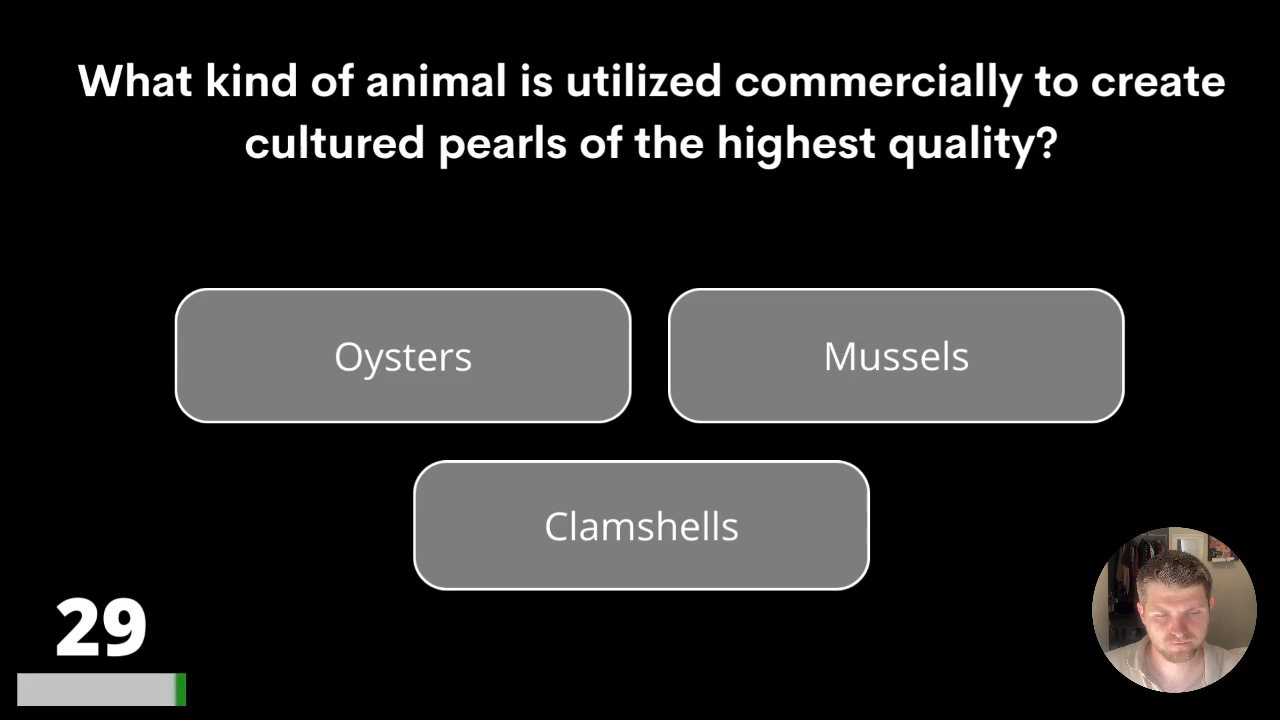 What kind of animal is utilized commercially to create
cultured pearls of the highest quality?
Oysters
Mussels
Clamshells
29